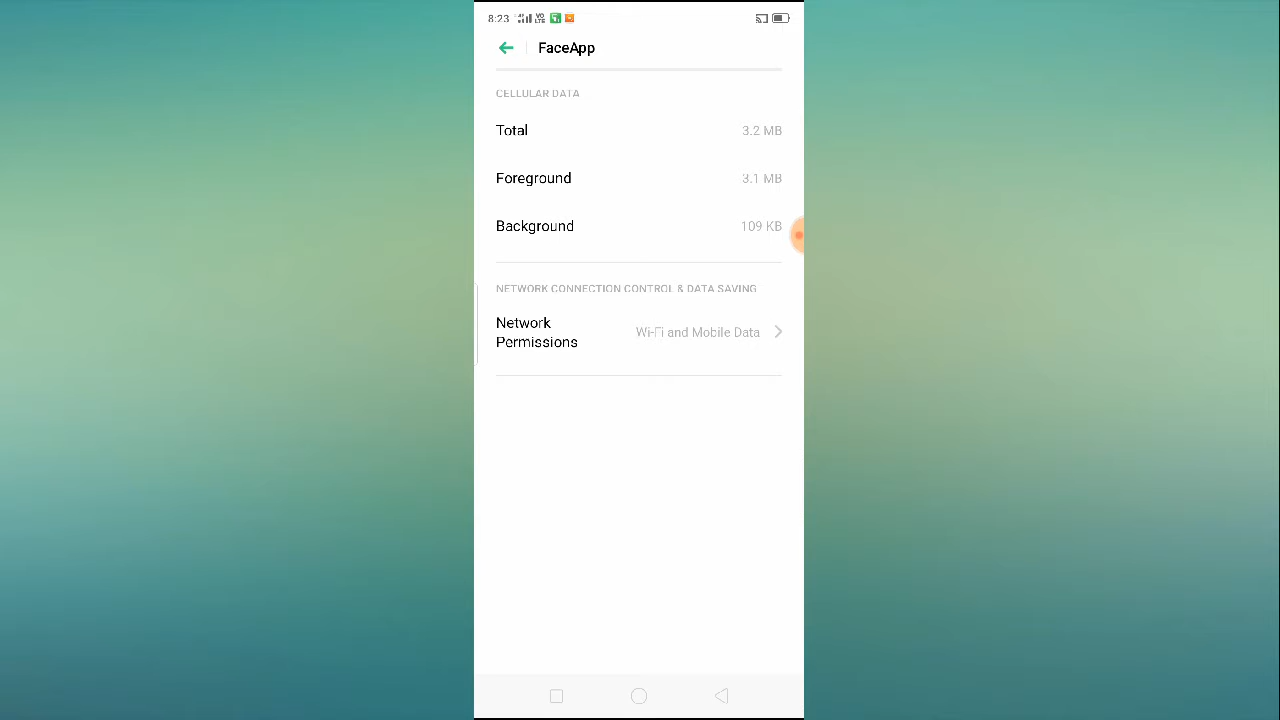 8:23
FaceApp
CELLULAR DATA
Total 3.2 MB
Foreground 3.1 MB
Background 109 KB
NETWORK CONNECTION CONTROL & DATA SAVING
Network Permissions Wi-Fi and Mobile Data